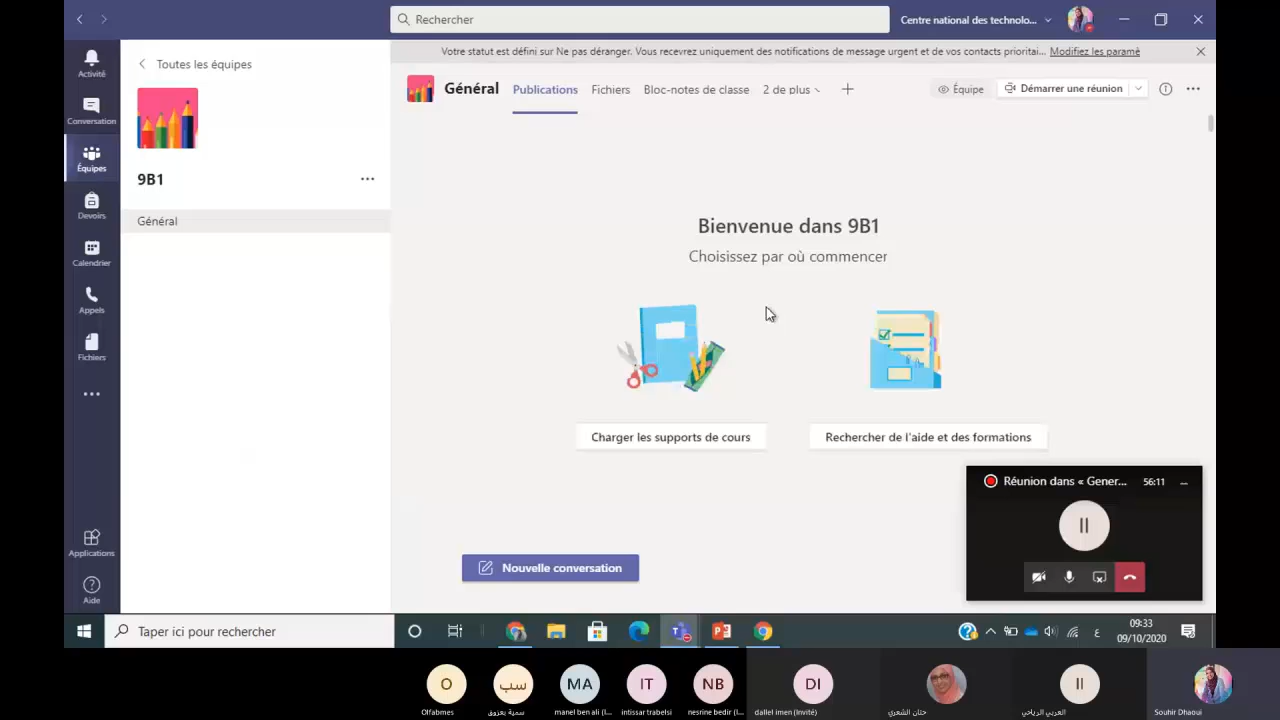 Rechercher
Centre national des technolo...
Votre statut est défini sur Ne pas déranger. Vous recevrez uniquement des notifications de message urgent et de vos contacts prioritai... Modifiez les paramè
Activité
Conversation
Équipes
Devoirs
Calendrier
Appels
Fichiers
Applications
Aide
Toutes les équipes
9B1
Général
Général
Publications
Fichiers
Bloc-notes de classe
2 de plus
Équipe
Démarrer une réunion
Bienvenue dans 9B1
Choisissez par où commencer
Charger les supports de cours
Rechercher de l'aide et des formations
Nouvelle conversation
Réunion dans « Gener...
56:11
II
Taper ici pour rechercher
ع
09:33
09/10/2020
O
سب
MA
IT
NB
DI
II
Olfabmes
سمية بعزوق
manel ben ali (I...
intissar trabelsi
nesrine bedir (I...
dallel imen (Invité)
حنان الشعري
العربي الرياحي
Souhir Dhaoui